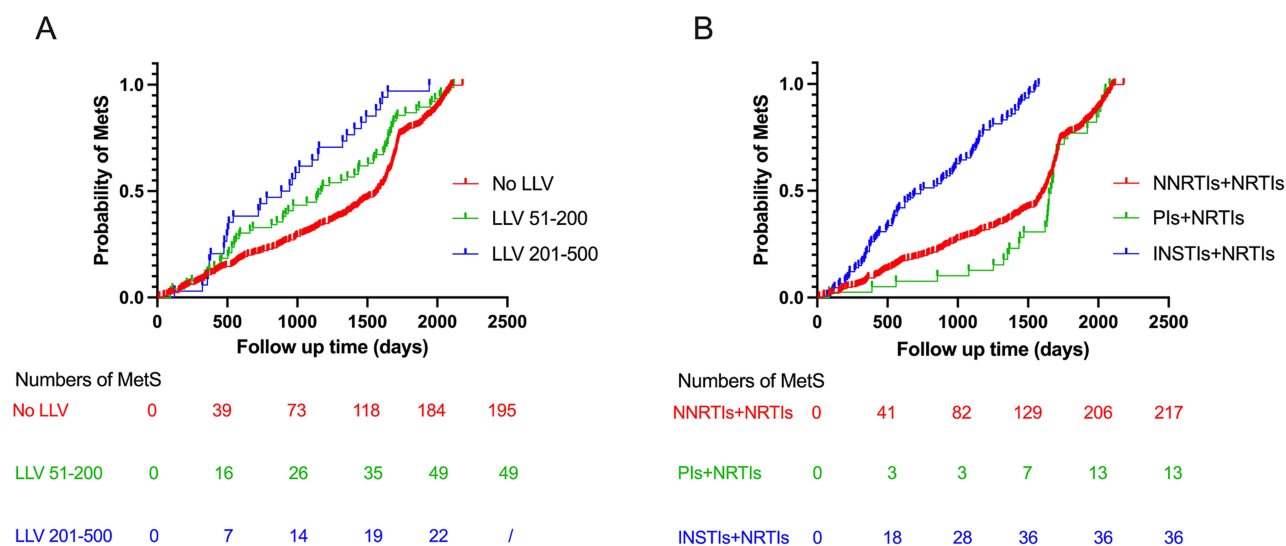 A
B
Probability of MetS
1.0
0.5
0.0
0 500 1000 1500 2000 2500
Follow up time (days)
No LLV
LLV 51-200
LLV 201-500
Probability of MetS
1.0
0.5
0.0
0 500 1000 1500 2000 2500
Follow up time (days)
NNRTIs+NRTIs
PIs+NRTIs
INSTIs+NRTIs
Numbers of MetS
No LLV 0 39 73 118 184 195
LLV 51-200 0 16 26 35 49 49
LLV 201-500 0 7 14 19 22 /
Numbers of MetS
NNRTIs+NRTIs 0 41 82 129 206 217
PIs+NRTIs 0 3 3 7 13 13
INSTIs+NRTIs 0 18 28 36 36 36